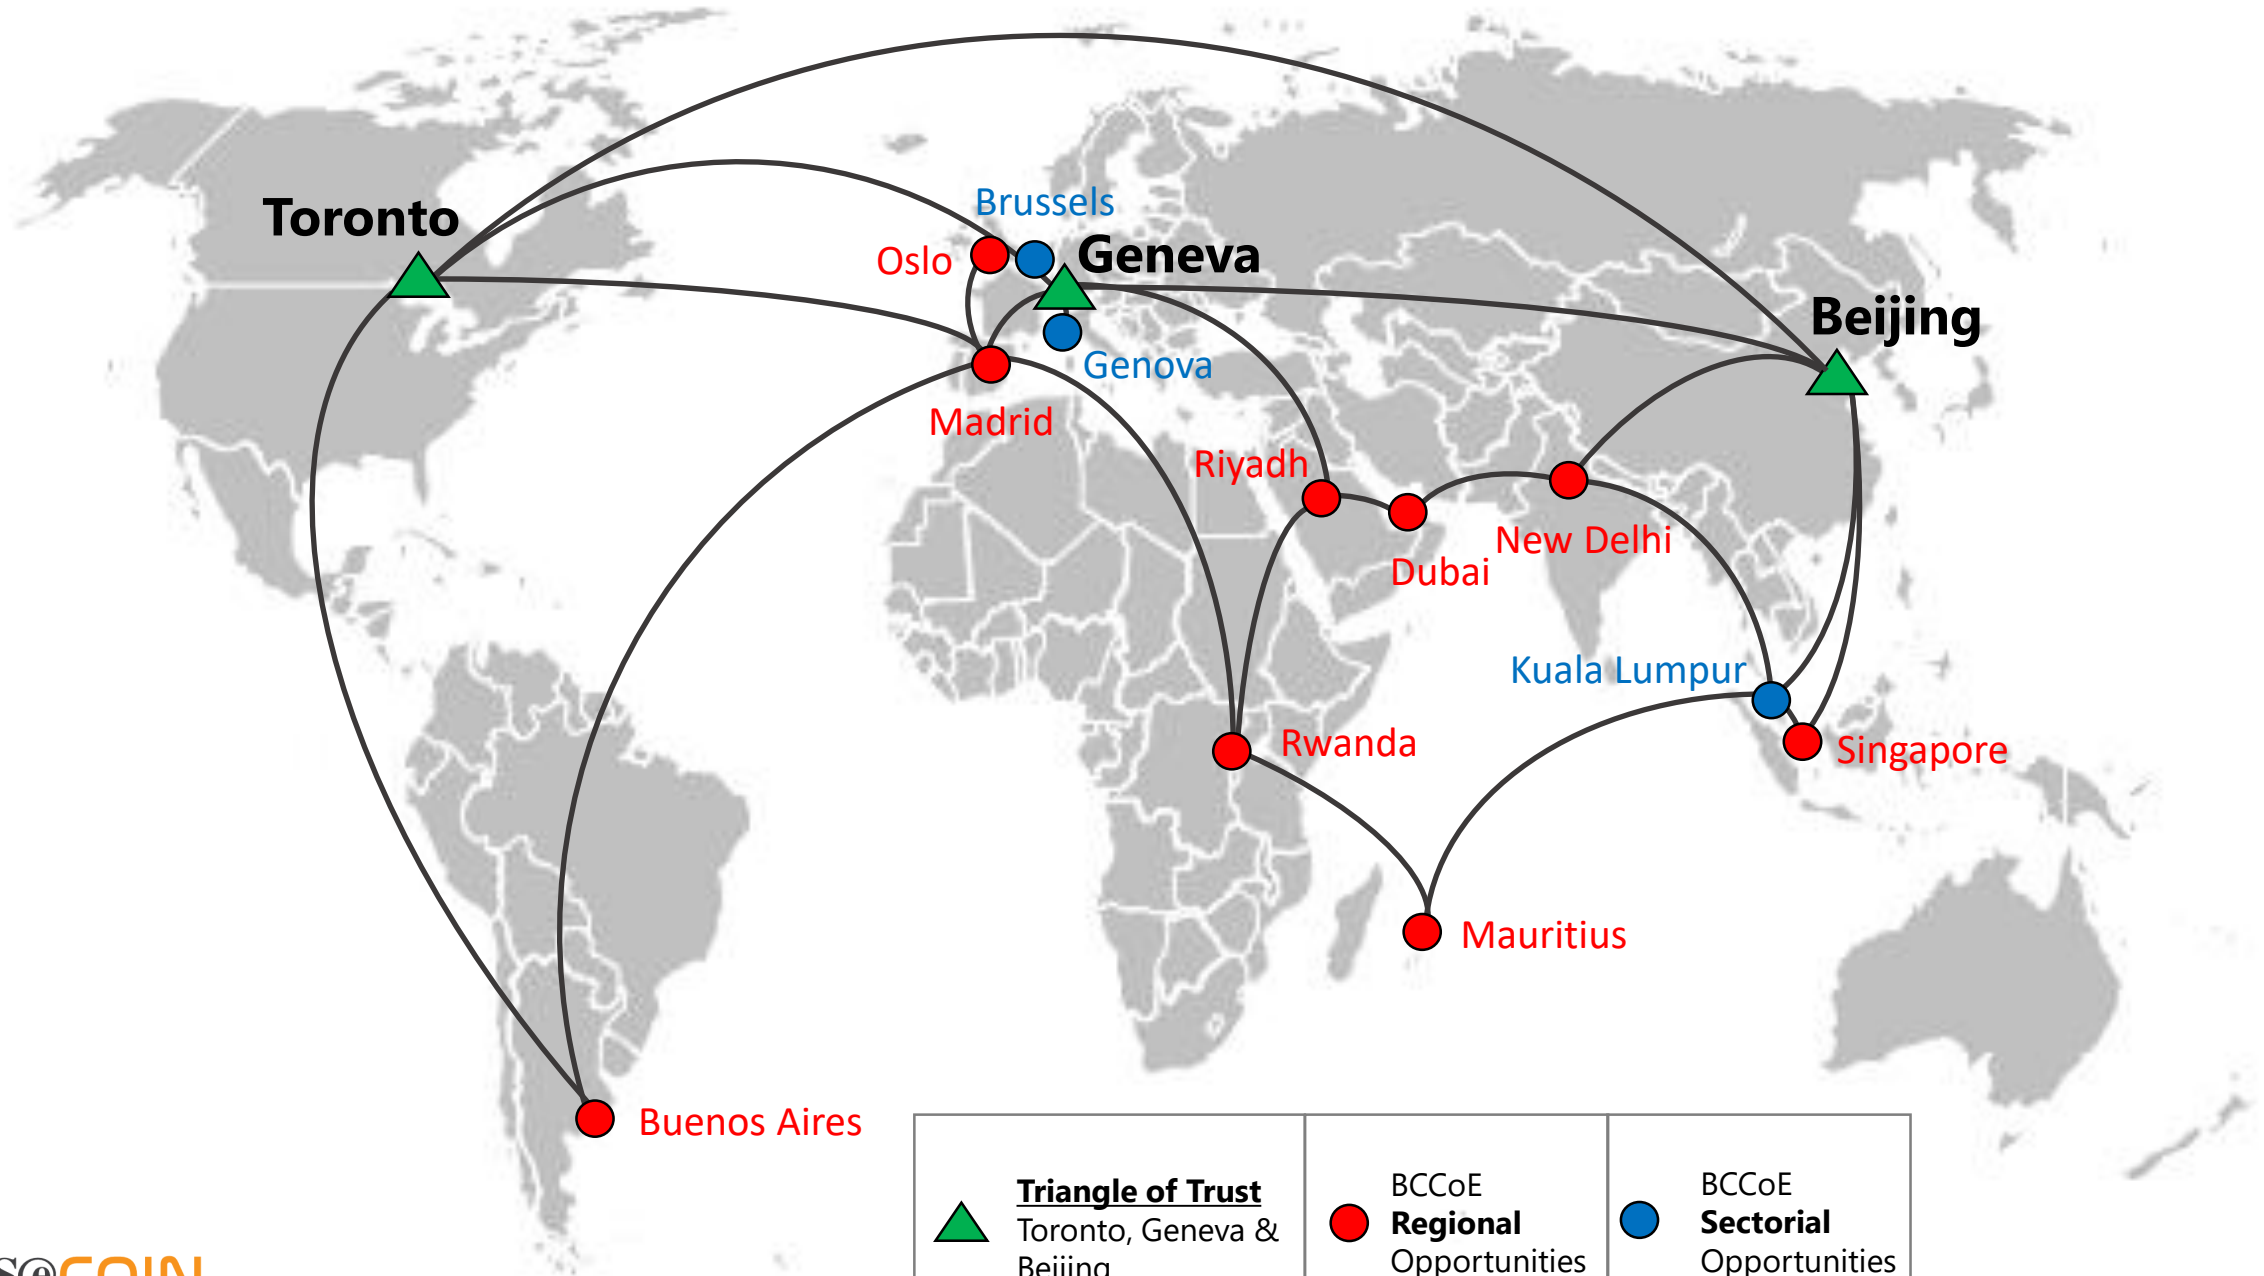 Brussels
Toronto
Geneva
Oslo
Beijing
Genova
Madrid
Riyadh
New Delhi
Dubai
Kuala Lumpur
Rwanda
Singapore
Mauritius
Buenos Aires
Triangle of Trust
Toronto, Geneva &
Beijing
BCCoE
Regional
Opportunities
BCCoE
Sectorial
Opportunities